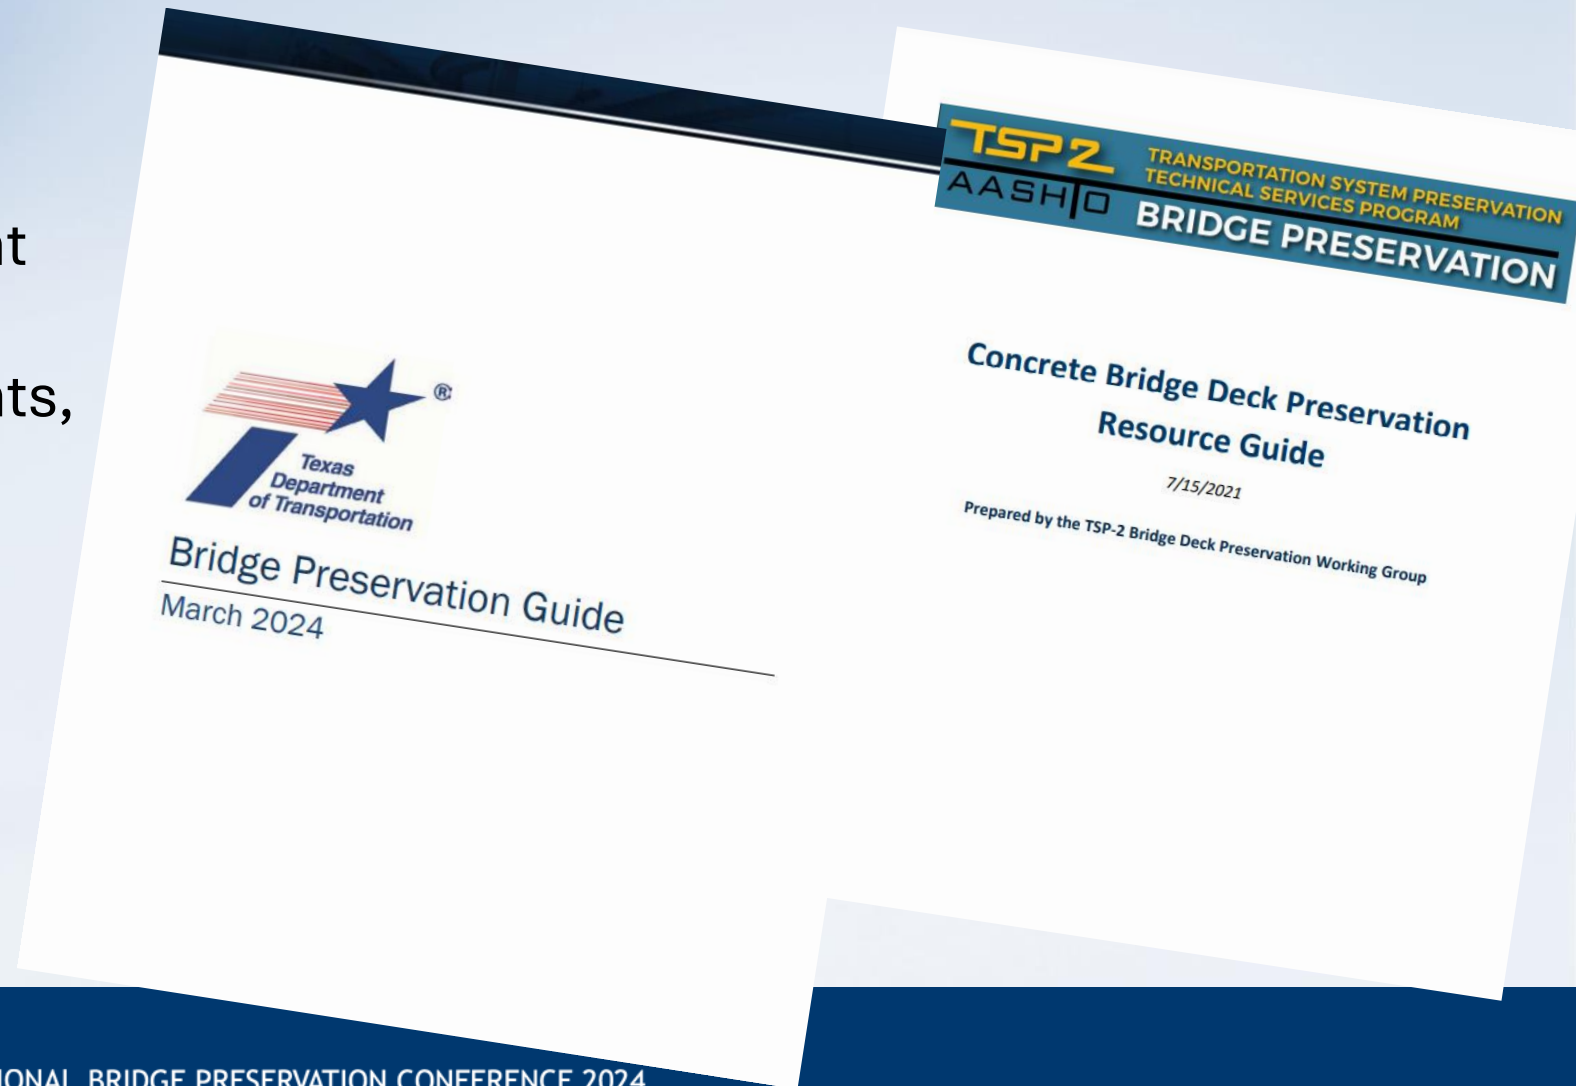 nt
nts,
®
Texas
Department
of Transportation
Bridge Preservation Guide
March 2024
TSP2
AASHTO
TRANSPORTATION SYSTEM PRESERVATION
TECHNICAL SERVICES PROGRAM
BRIDGE PRESERVATION
Concrete Bridge Deck Preservation
Resource Guide
7/15/2021
Prepared by the TSP-2 Bridge Deck Preservation Working Group
IONAL BRIDGE PRESERVATION CONFERENCE 2024